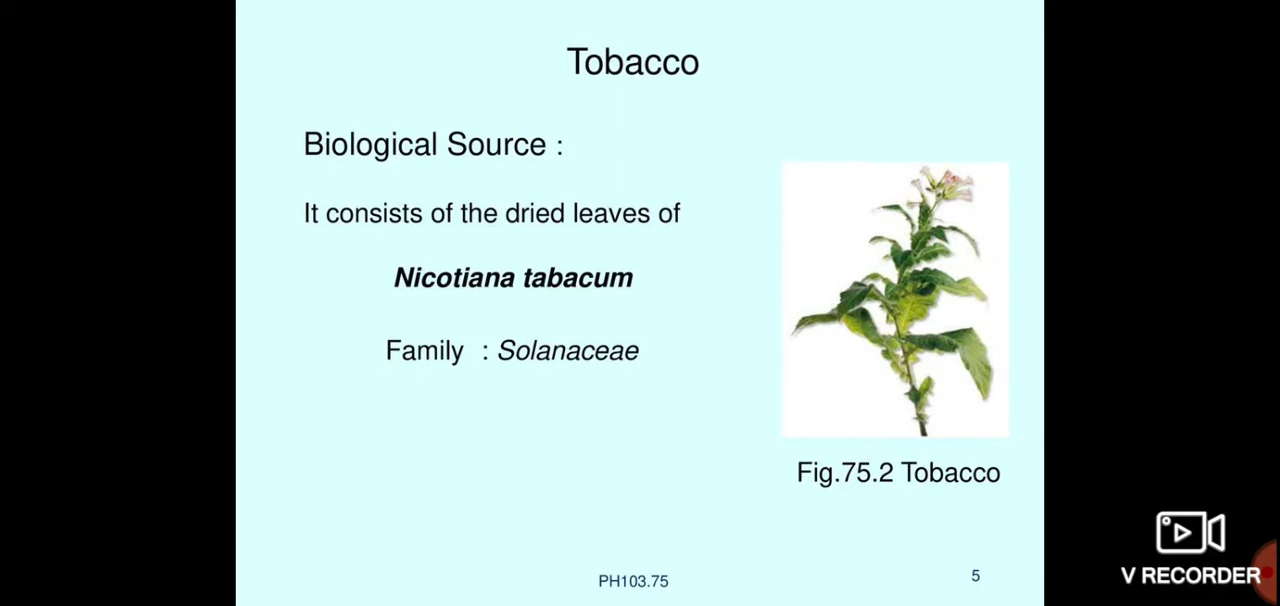 Tobacco
Biological Source :
It consists of the dried leaves of
Nicotiana tabacum
Family : Solanaceae
Fig.75.2 Tobacco
PH103.75
5
V RECORDER